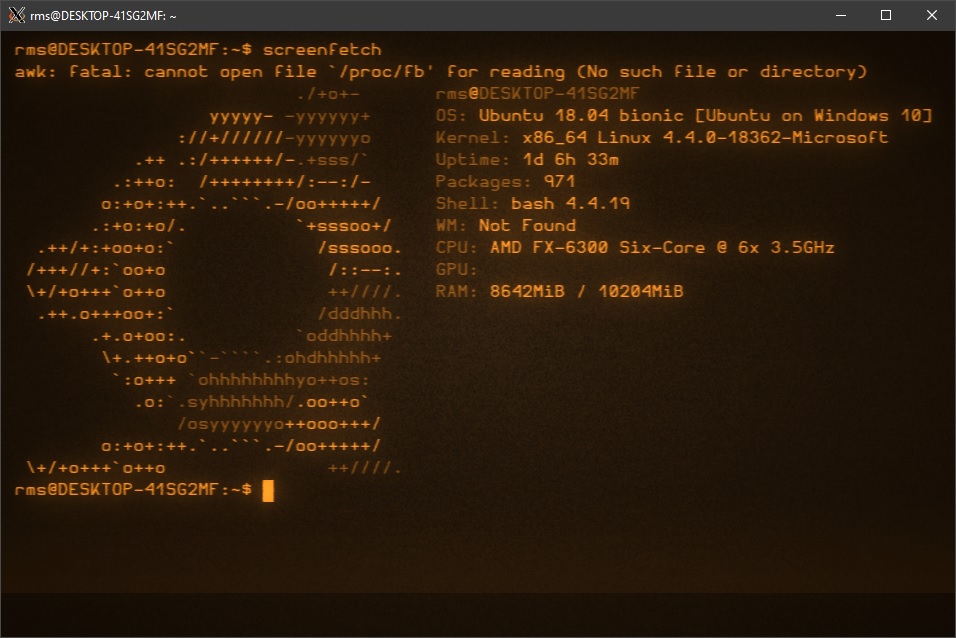 rms@DESKTOP-41SG2MF: ~
rms@DESKTOP-41SG2MF:~$ screenfetch
awk: fatal: cannot open file `/proc/fb' for reading (No such file or directory)
                          ./+o+-       rms@DESKTOP-41SG2MF
                  yyyyy- -yyyyyy+      OS: Ubuntu 18.04 bionic [Ubuntu on Windows 10]
               ://+//////-yyyyyyo      Kernel: x86_64 Linux 4.4.0-18362-Microsoft
           .++ .:/++++++/-.+sss/`      Uptime: 1d 6h 33m
         .:++o:  /++++++++/:--:/-      Packages: 971
        o:+o+:++.`..```.-/oo+++++/     Shell: bash 4.4.19
       .:+o:+o/.          `+sssoo+/    WM: Not Found
  .++/+:+oo+o:`             /sssooo.   CPU: AMD FX-6300 Six-Core @ 6x 3.5GHz
 /+++//+:`oo+o               /::--:.   GPU:
 \+/+o+++`o++o               ++////.   RAM: 8642MiB / 10204MiB
  .++.o+++oo+:`             /dddhhh.
       .+.o+oo:.          `oddhhhh+
        \+.++o+o``-````.:ohdhhhhh+
         `:o+++ `ohhhhhhhhyo++os:
           .o:`.syhhhhhhh/.oo++o`
               /osyyyyyyo++ooo+++/
        o:+o+:++.`..```.-/oo+++++/
 \+/+o+++`o++o               ++////.
rms@DESKTOP-41SG2MF:~$